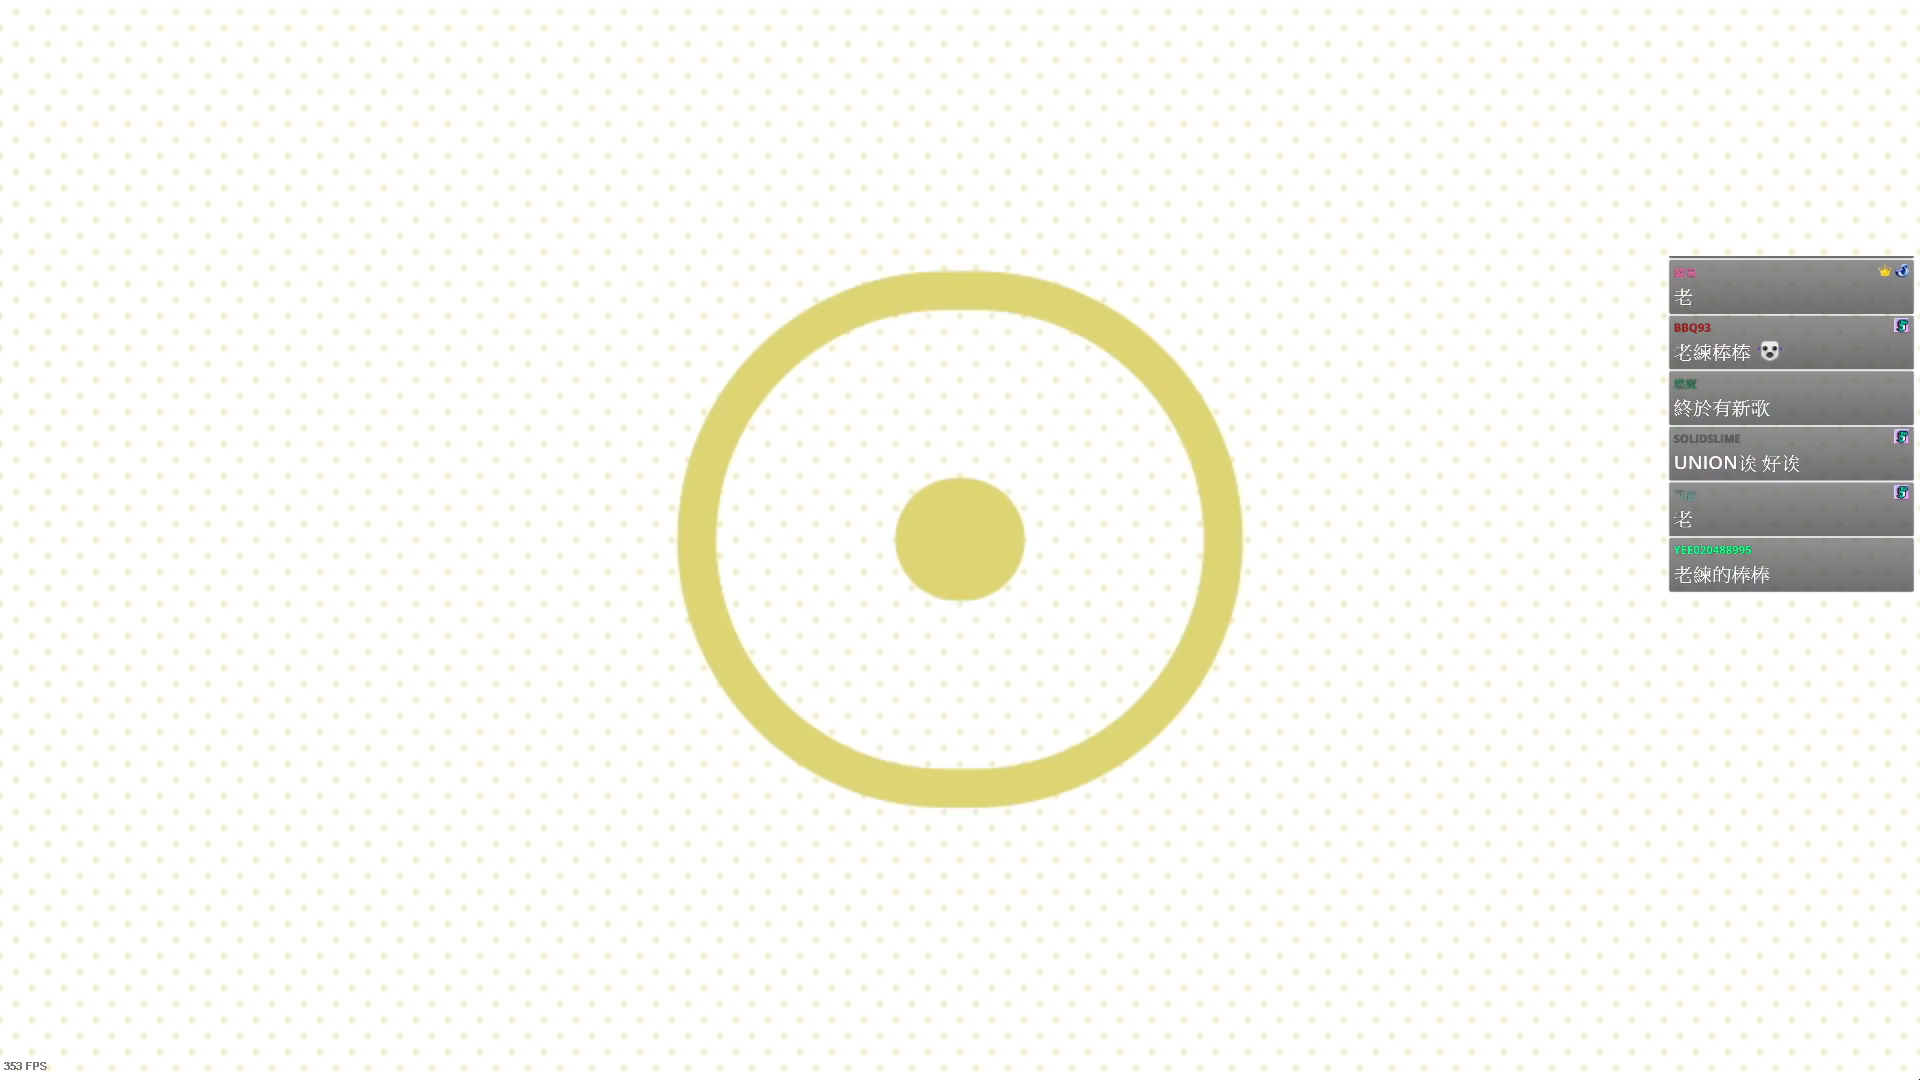 老
BBQ93
老練棒棒
終於有新歌
SOLIDSLIME
UNION诶 好诶
老
YEE020488995
老練的棒棒
353 FPS